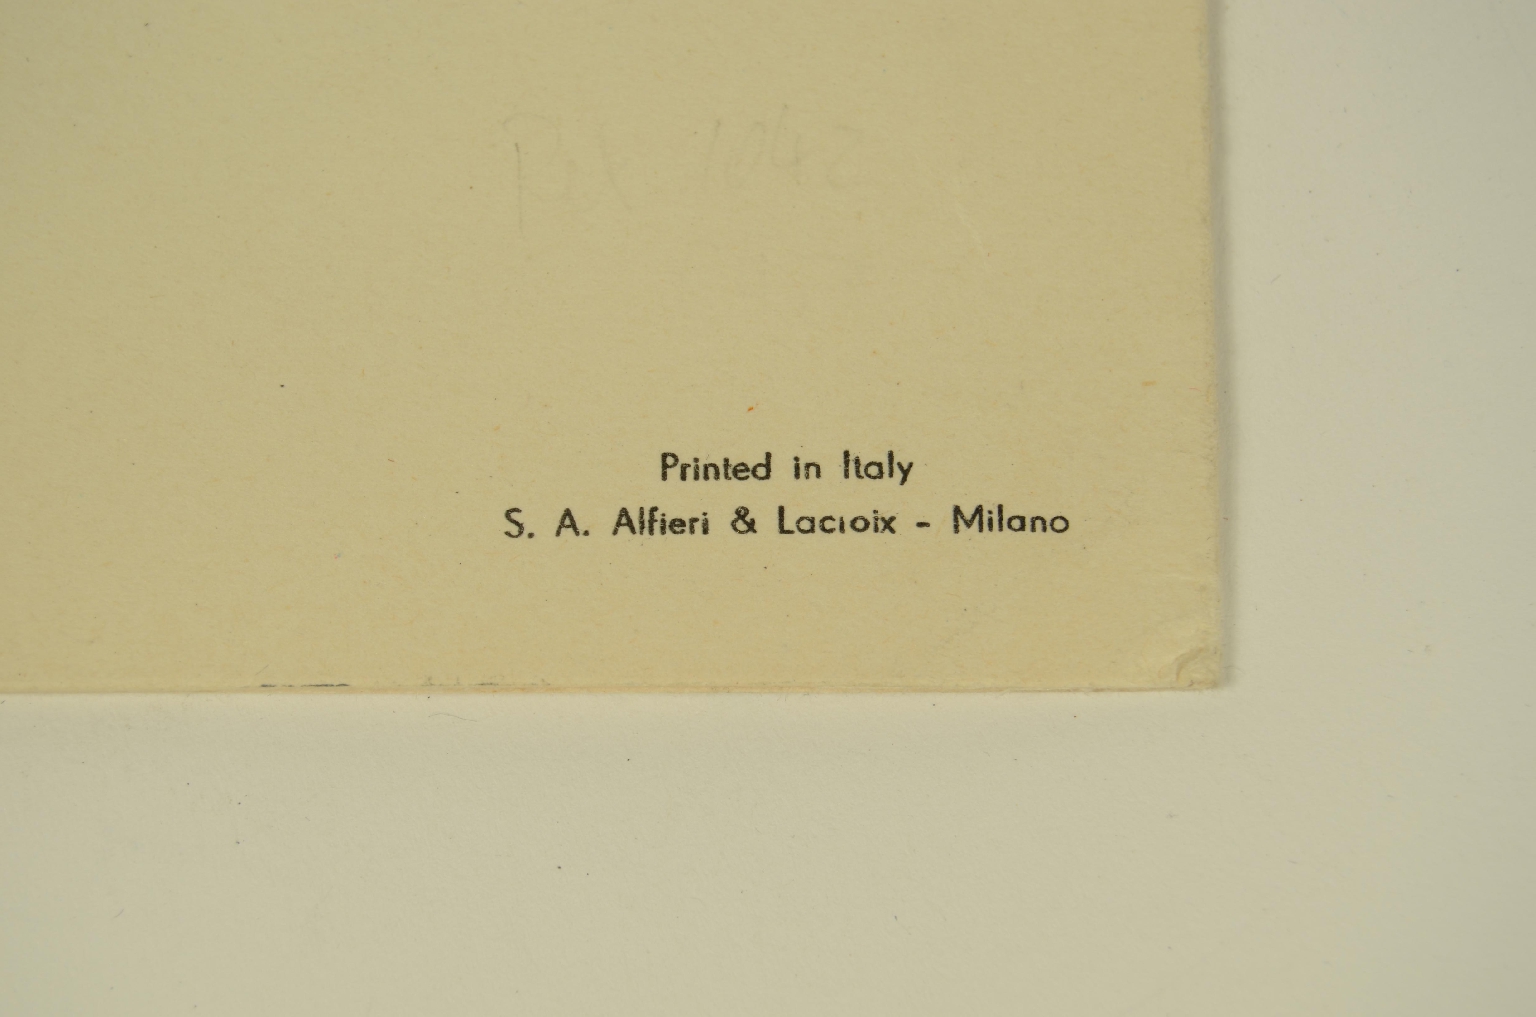 Printed in Italy
S. A. Alfieri & Lacroix - Milano